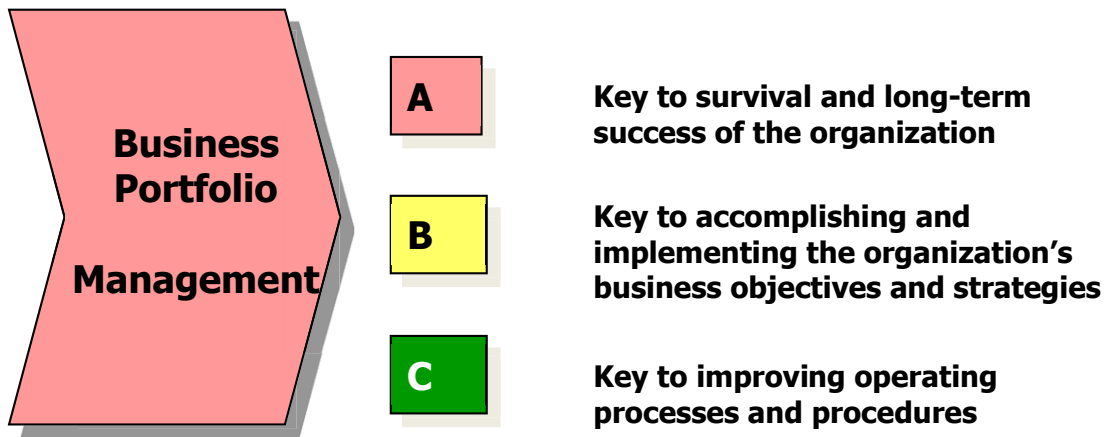 Business
Portfolio
Management
A
Key to survival and long-term
success of the organization
B
Key to accomplishing and
implementing the organization’s
business objectives and strategies
C
Key to improving operating
processes and procedures